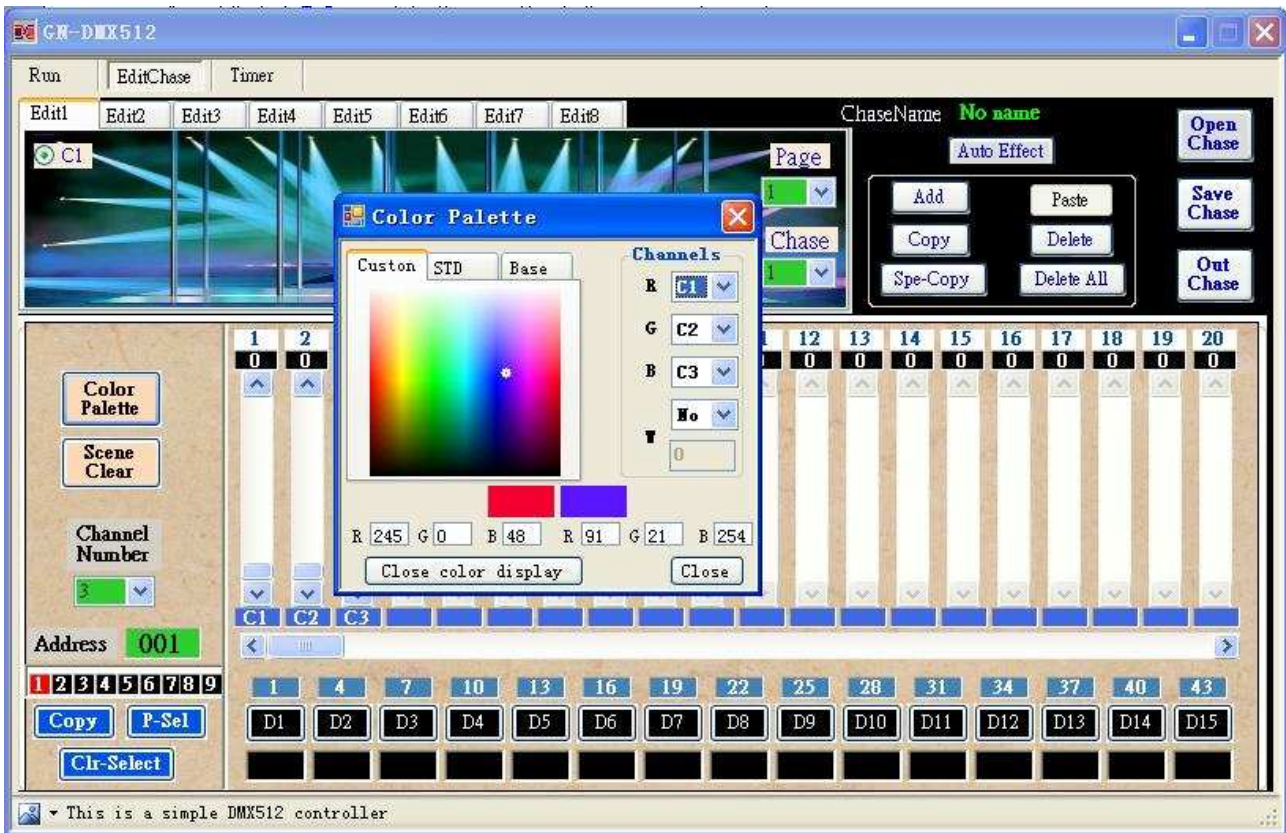 GN-DMX512
Run EditChase Timer
Edit1 Edit2 Edit3 Edit4 Edit5 Edit6 Edit7 Edit8
ChaseName No name
Auto Effect
Open Chase
C1
Page
1
Chase
1
Add Paste
Copy Delete
Spe-Copy Delete All
Save Chase
Out Chase
Color Palette
Custon STD Base
Channels
R C1
G C2
B C3
No
0
R 245 G 0 B 48 R 91 G 21 B 254
Close color display Close
1 2 12 13 14 15 16 17 18 19 20
0 0 0 0 0 0 0 0 0 0 0
Color
Palette
Scene
Clear
Channel
Number
3
Address 001
C1 C2 C3
1 2 3 4 5 6 7 8 9
1 4 7 10 13 16 19 22 25 28 31 34 37 40 43
Copy P-Sel
D1 D2 D3 D4 D5 D6 D7 D8 D9 D10 D11 D12 D13 D14 D15
Clr-Select
This is a simple DMX512 controller